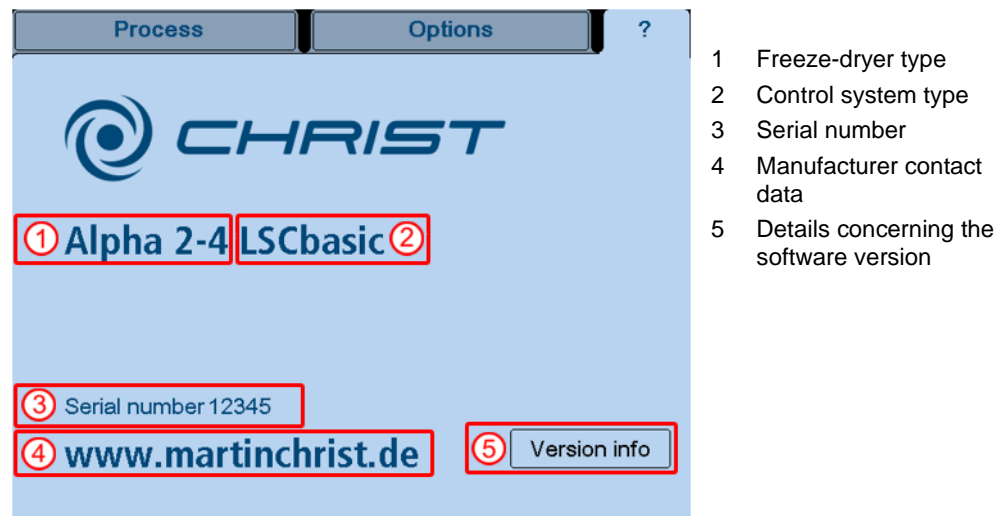 Process
Options
?
CHRIST
1 Alpha 2-4 LSCbasic 2
3 Serial number 12345
4 www.martinchrist.de
5 Version info
1 Freeze-dryer type
2 Control system type
3 Serial number
4 Manufacturer contact
data
5 Details concerning the
software version